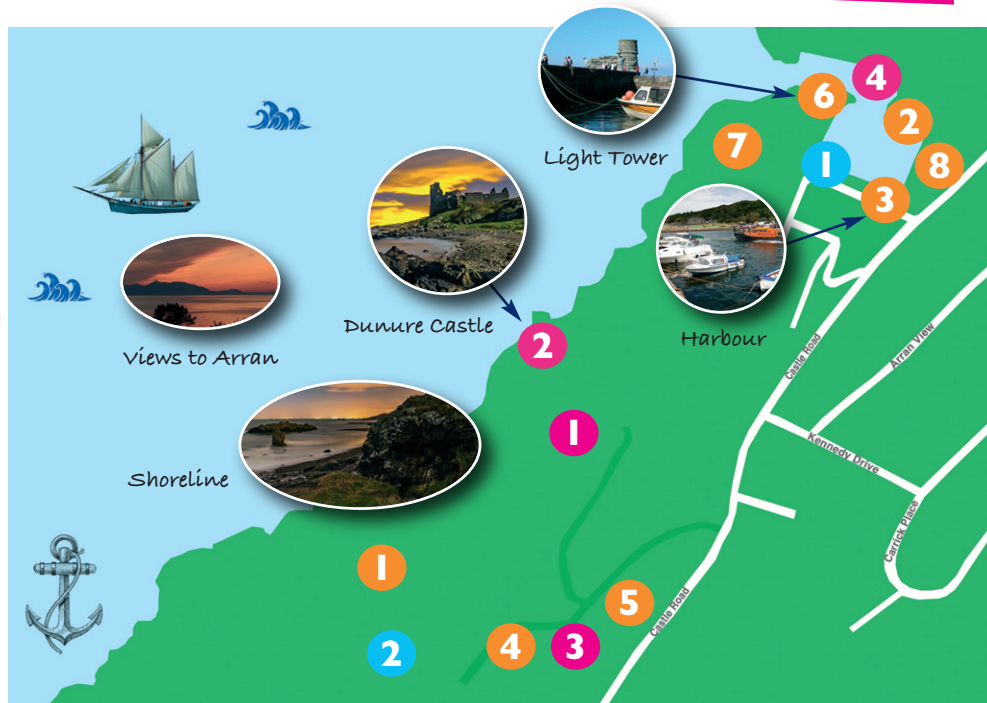 4
6
2
Light Tower
7
1
8
3
Dunure Castle
Harbour
Views to Arran
2
Castle Road
Arran View
1
Kennedy Drive
Shoreline
Carrick Place
1
5
Castle Road
2
4
3